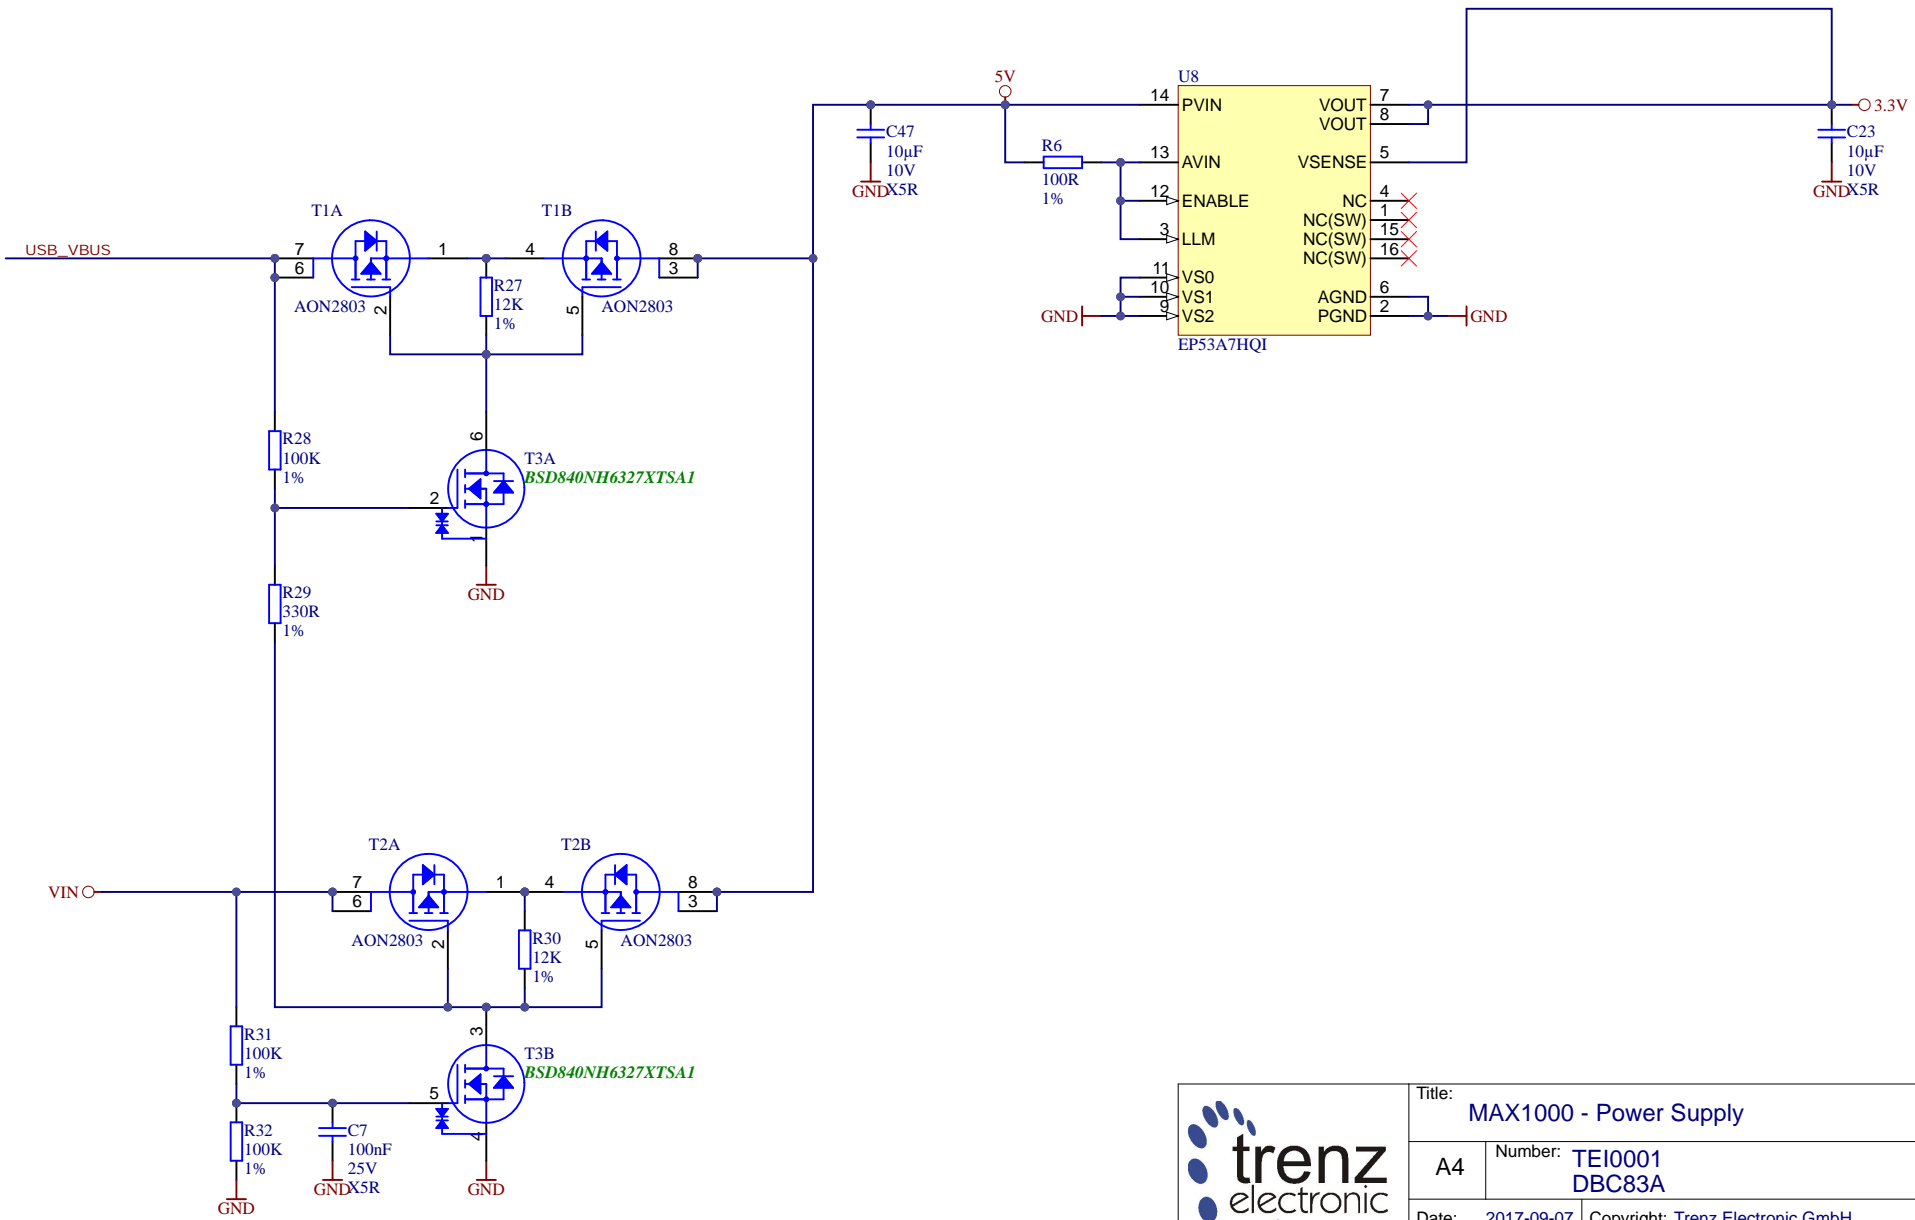 5V
U8
14 PVIN VOUT 7
VOUT 8
3.3V
C47
10µF
10V
X5R
GND
R6
100R
1%
13 AVIN VSENSE 5
C23
10µF
10V
X5R
GND
12 ENABLE NC 4
NC(SW) 1
3 LLM NC(SW) 15
NC(SW) 16
11 VS0
10 VS1 AGND 6
GND 9 VS2 PGND 2 GND
EP53A7HQI
T1A T1B
USB_VBUS 7 1 4 8
6 3
R27
12K
1%
AON2803 2 5 AON2803
R28
100K
1%
6
T3A
BSD840NH6327XTSA1
2
1
GND
R29
330R
1%
T2A T2B
VIN 7 1 4 8
6 3
AON2803 2 5 AON2803
R30
12K
1%
R31
100K
1%
3
T3B
BSD840NH6327XTSA1
5
4
R32
100K
1%
C7
100nF
25V
X5R
GND
GND
GND
trenz
electronic
Title:
MAX1000 - Power Supply
A4
Number: TEI0001
DBC83A
Date: 2017-09-07 Copyright: Trenz Electronic GmbH